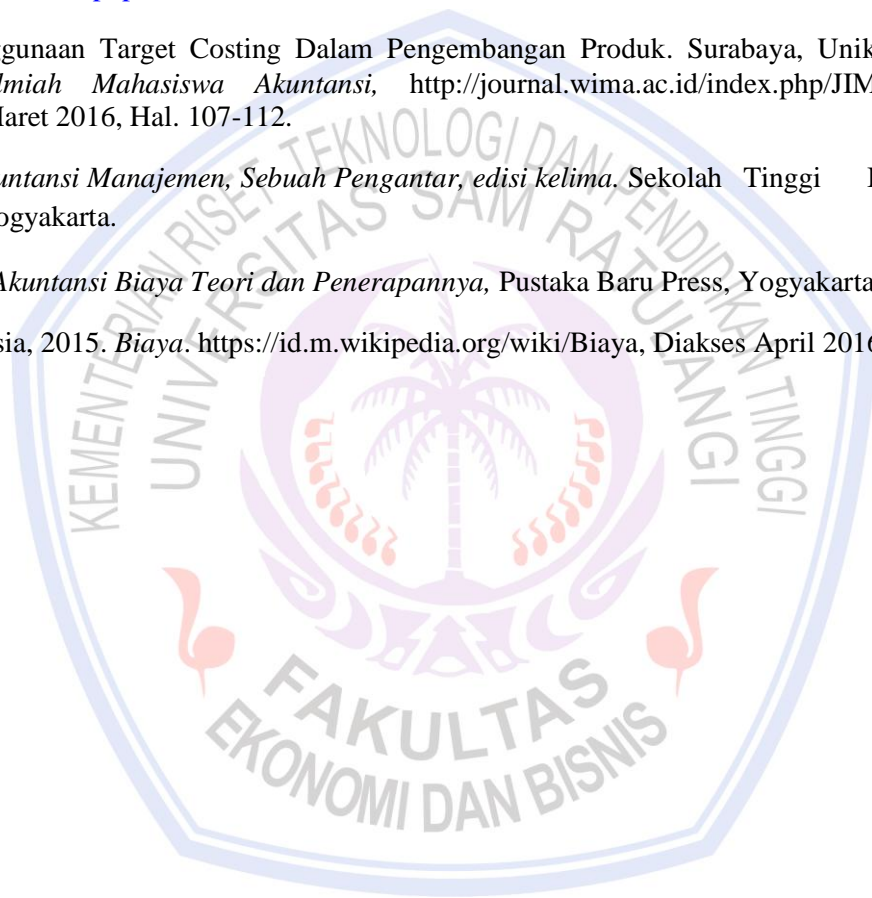 ggunaan Target Costing Dalam Pengembangan Produk. Surabaya, Unik
lmiah Mahasiswa Akuntansi, http://journal.wima.ac.id/index.php/JIM
Maret 2016, Hal. 107-112.
untansi Manajemen, Sebuah Pengantar, edisi kelima. Sekolah Tinggi
ogyakarta.
Akuntansi Biaya Teori dan Penerapannya, Pustaka Baru Press, Yogyakarta
sia, 2015. Biaya. https://id.m.wikipedia.org/wiki/Biaya, Diakses April 2016
KEMENTERIAN RISET TEKNOLOGI DAN PENDIDIKAN TINGGI
UNIVERSITAS SAM RATULANGI
FAKULTAS
EKONOMI DAN BISNIS